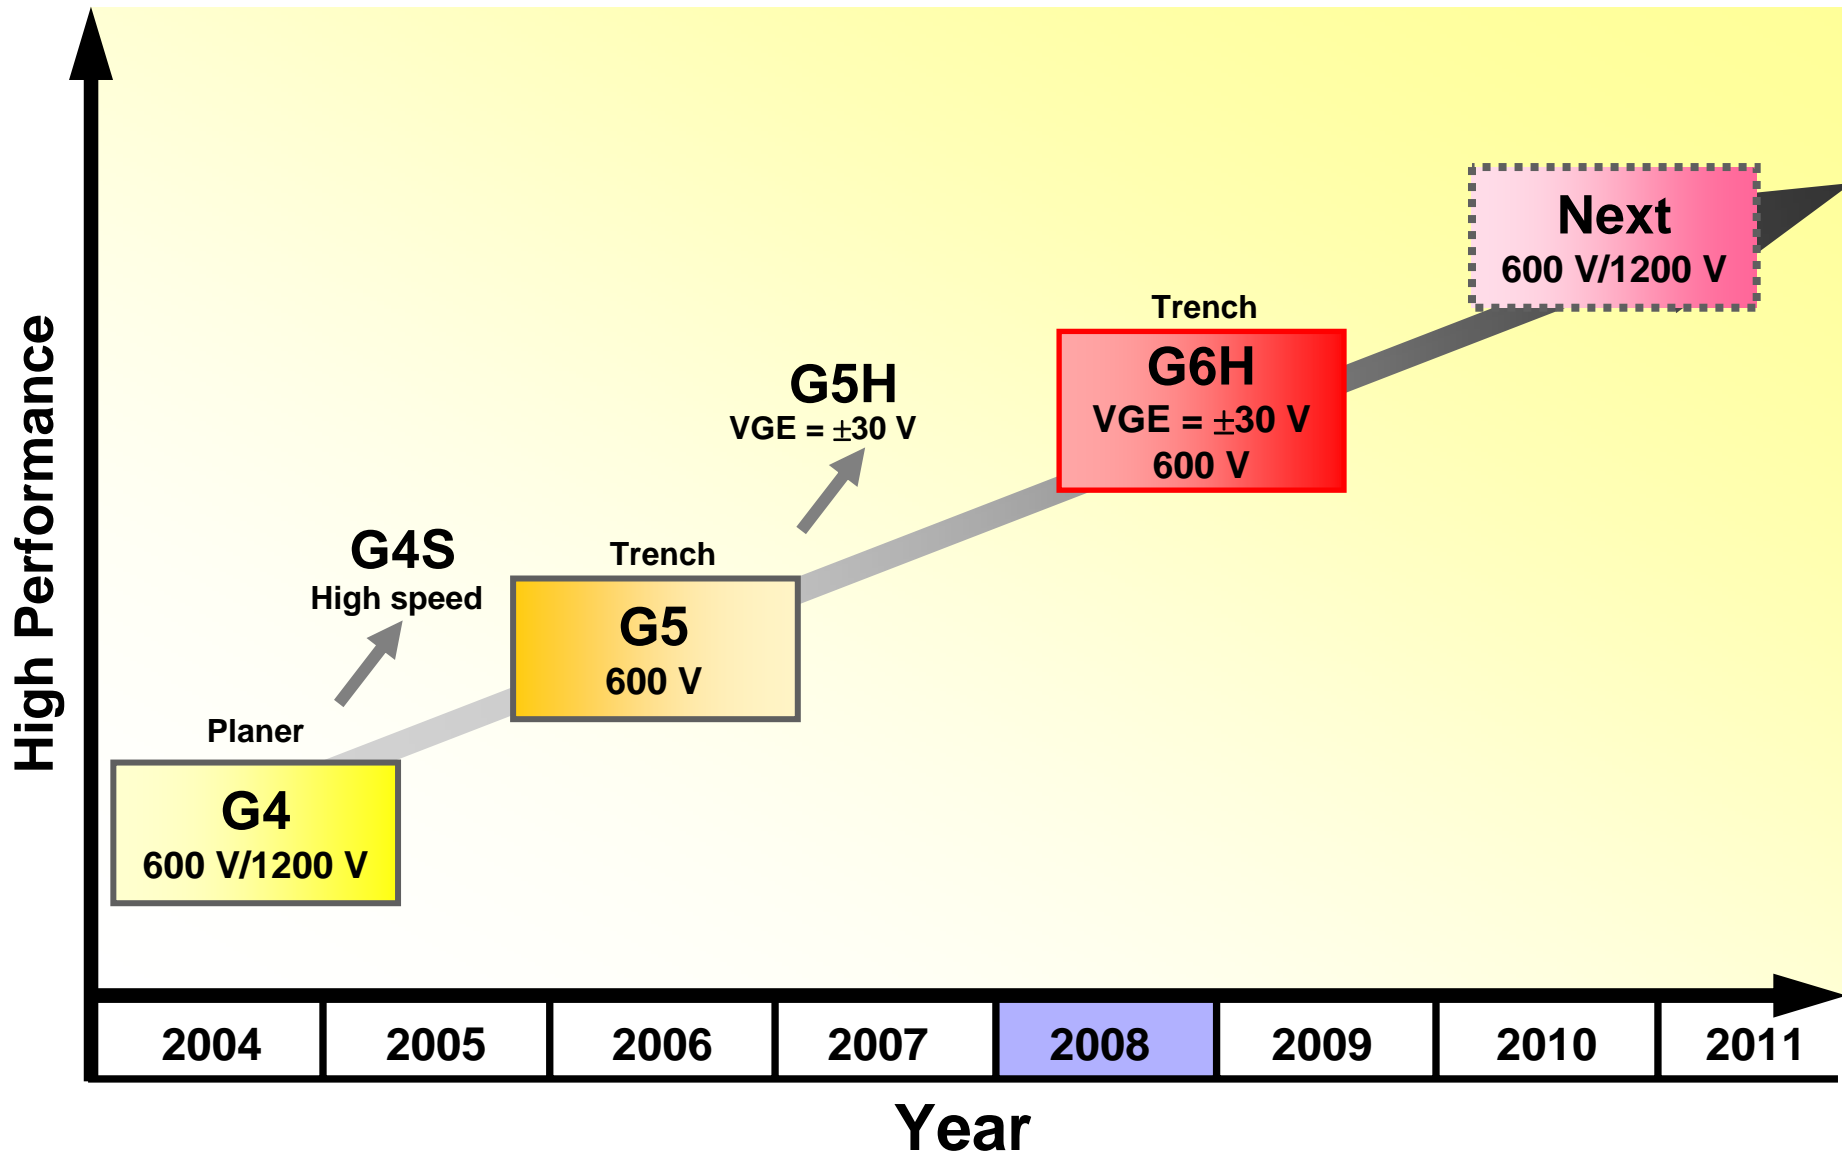 High Performance
Next
600 V/1200 V
Trench
G6H
VGE = ±30 V
600 V
G5H
VGE = ±30 V
Trench
G5
600 V
G4S
High speed
Planer
G4
600 V/1200 V
2004 2005 2006 2007 2008 2009 2010 2011
Year